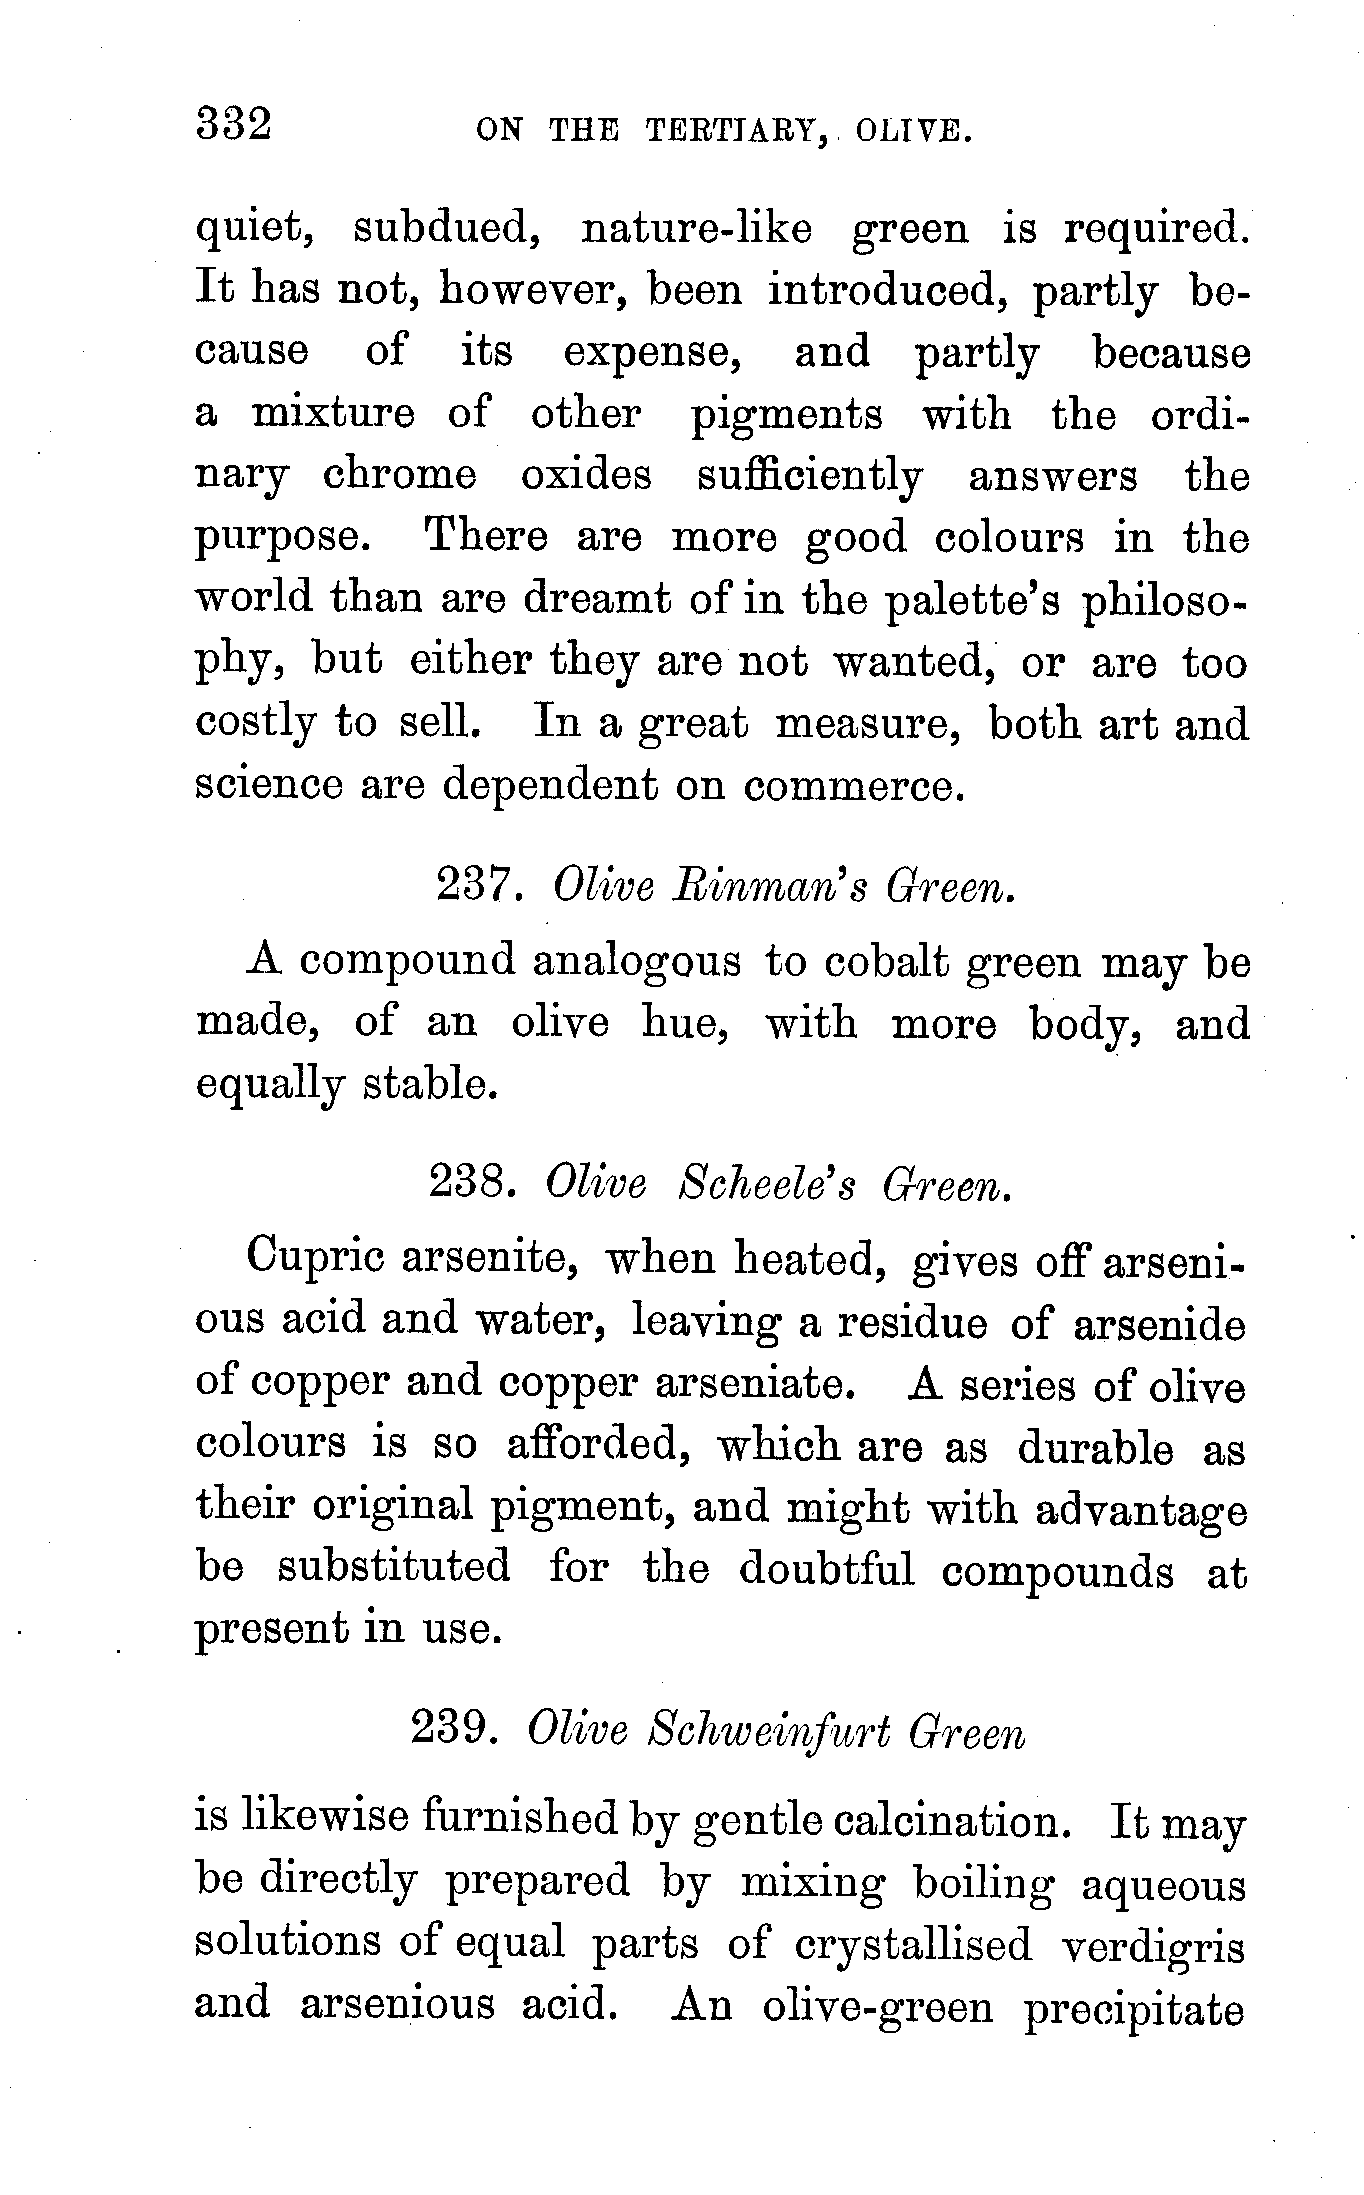 332 ON THE TERTIARY, OLIVE.
quiet, subdued, nature-like green is required.
It has not, however, been introduced, partly be-
cause of its expense, and partly because
a mixture of other pigments with the ordi-
nary chrome oxides sufficiently answers the
purpose. There are more good colours in the
world than are dreamt of in the palette's philoso-
phy, but either they are not wanted, or are too
costly to sell. In a great measure, both art and
science are dependent on commerce.
237. Olive Rinman's Green.
A compound analogous to cobalt green may be
made, of an olive hue, with more body, and
equally stable.
238. Olive Scheele's Green.
Cupric arsenite, when heated, gives off arseni-
ous acid and water, leaving a residue of arsenide
of copper and copper arseniate. A series of olive
colours is so afforded, which are as durable as
their original pigment, and might with advantage
be substituted for the doubtful compounds at
present in use.
239. Olive Schweinfurt Green
is likewise furnished by gentle calcination. It may
be directly prepared by mixing boiling aqueous
solutions of equal parts of crystallised verdigris
and arsenious acid. An olive-green precipitate